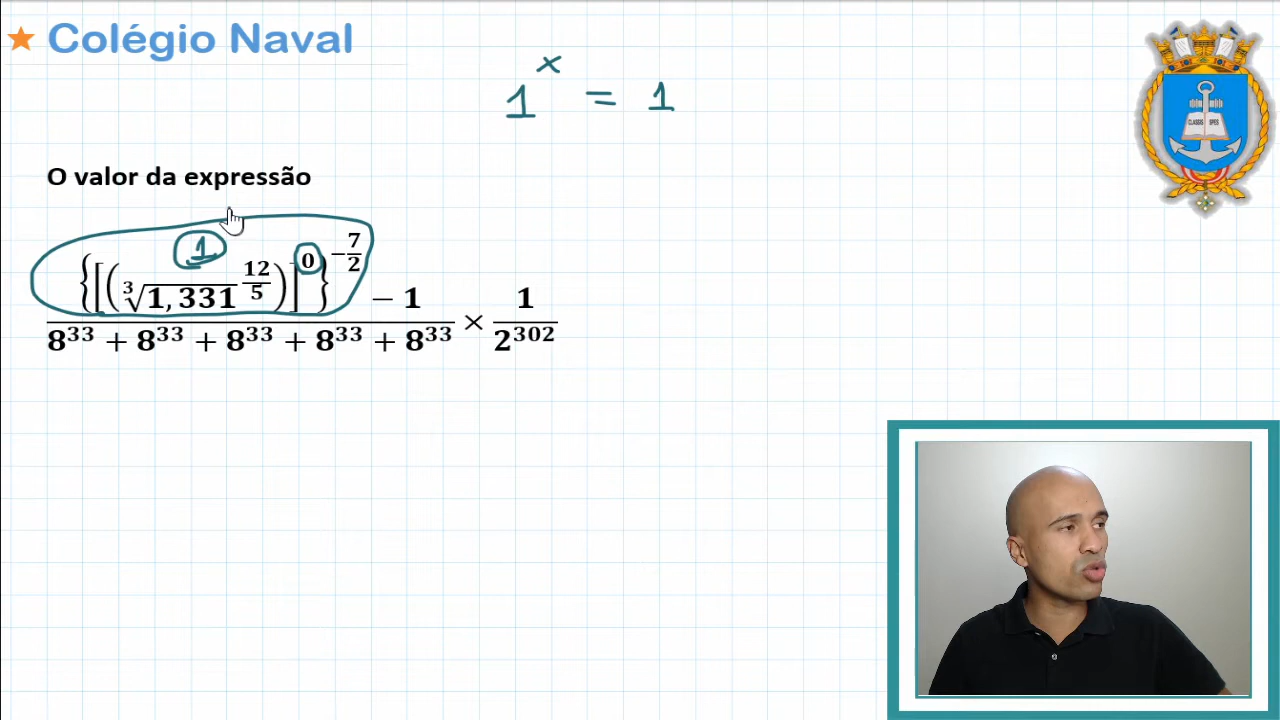 Colégio Naval
1^x = 1
O valor da expressão
1
{[(∛1,331^(12/5))]^0}^(-7/2) − 1
8^33 + 8^33 + 8^33 + 8^33 + 8^33
× 1/2^302